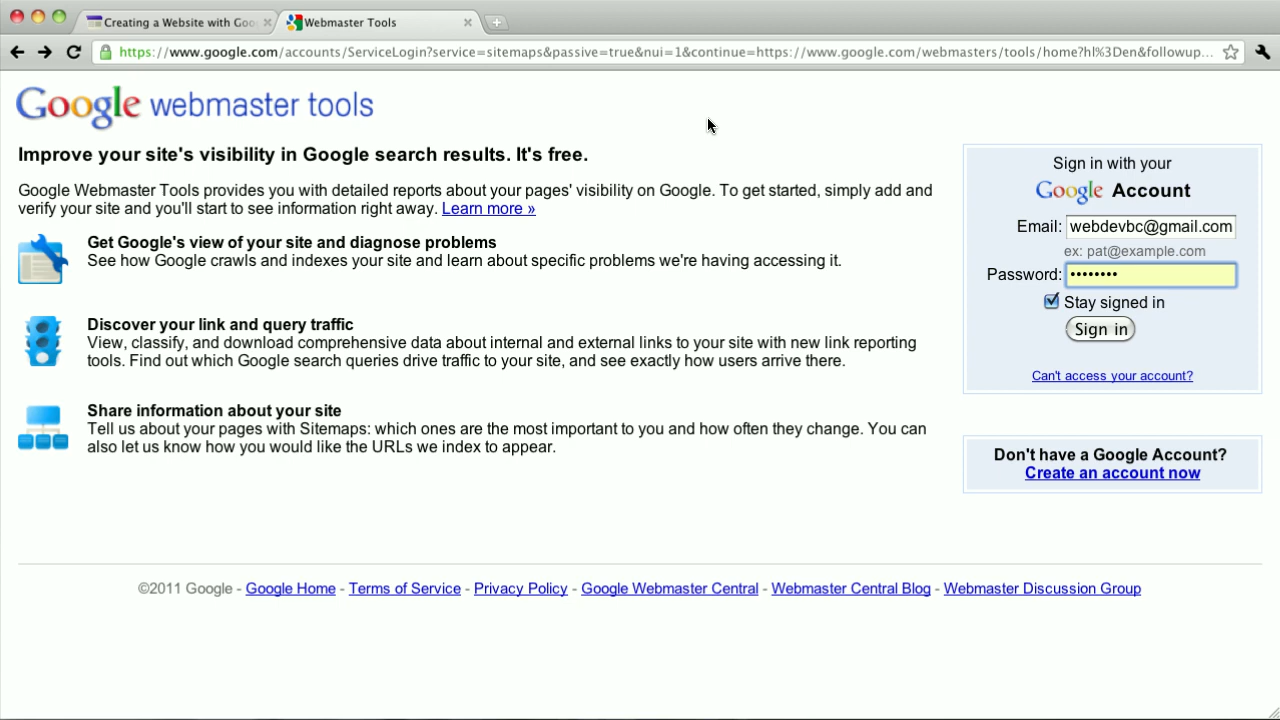 Creating a Website with Goo
Webmaster Tools
https://www.google.com/accounts/ServiceLogin?service=sitemaps&passive=true&nui=1&continue=https://www.google.com/webmasters/tools/home?hl%3Den&followup...
Google webmaster tools
Improve your site's visibility in Google search results. It's free.
Google Webmaster Tools provides you with detailed reports about your pages' visibility on Google. To get started, simply add and
verify your site and you'll start to see information right away. Learn more »
Get Google's view of your site and diagnose problems
See how Google crawls and indexes your site and learn about specific problems we're having accessing it.
Discover your link and query traffic
View, classify, and download comprehensive data about internal and external links to your site with new link reporting
tools. Find out which Google search queries drive traffic to your site, and see exactly how users arrive there.
Share information about your site
Tell us about your pages with Sitemaps: which ones are the most important to you and how often they change. You can
also let us know how you would like the URLs we index to appear.
Sign in with your
Google Account
Email: webdevbc@gmail.com
ex: pat@example.com
Password: ••••••••
Stay signed in
Sign in
Can't access your account?
Don't have a Google Account?
Create an account now
©2011 Google - Google Home - Terms of Service - Privacy Policy - Google Webmaster Central - Webmaster Central Blog - Webmaster Discussion Group